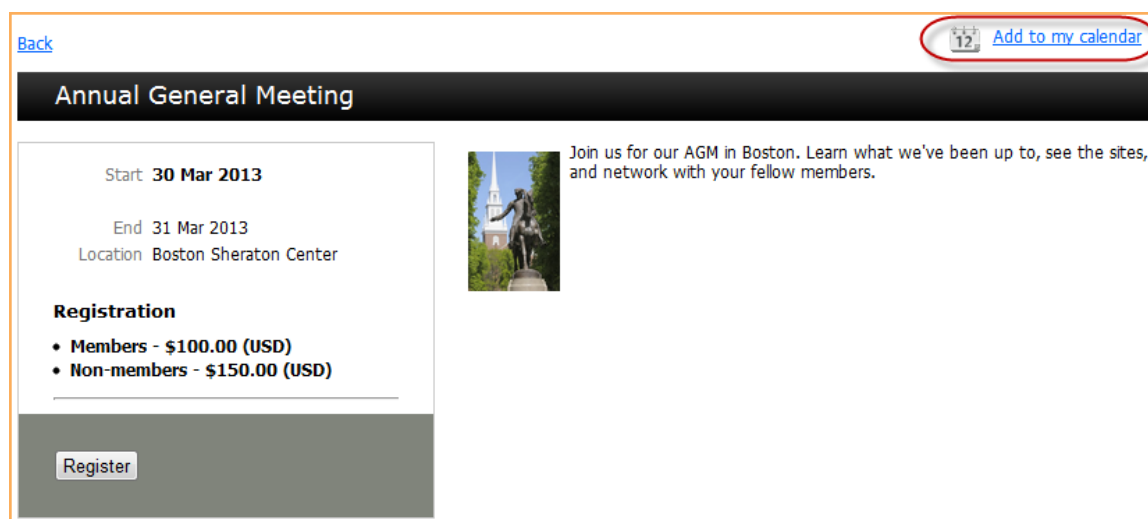 Back
12
Add to my calendar
Annual General Meeting
Start 30 Mar 2013
End 31 Mar 2013
Location Boston Sheraton Center
Registration
• Members - $100.00 (USD)
• Non-members - $150.00 (USD)
Register
Join us for our AGM in Boston. Learn what we've been up to, see the sites,
and network with your fellow members.